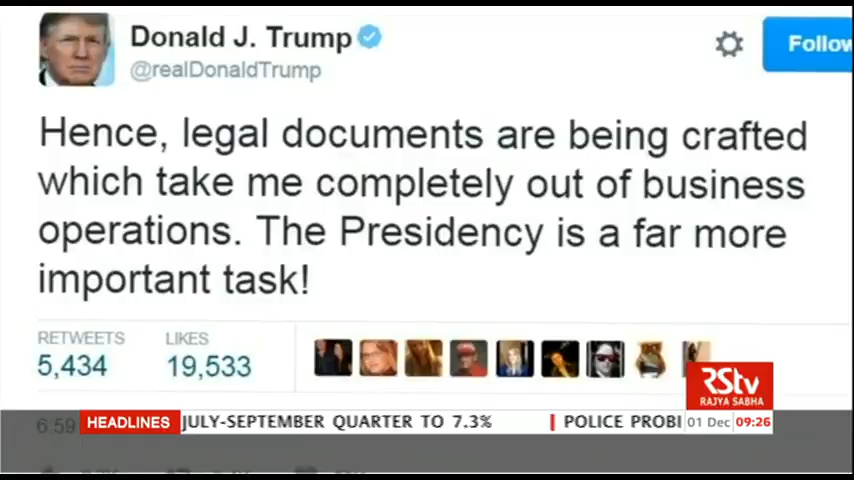 Donald J. Trump
@realDonaldTrump
Follow
Hence, legal documents are being crafted
which take me completely out of business
operations. The Presidency is a far more
important task!
RETWEETS LIKES
5,434 19,533
RStv
RAJYA SABHA
6:59 HEADLINES JULY-SEPTEMBER QUARTER TO 7.3% POLICE PROBI 01 Dec 09:26